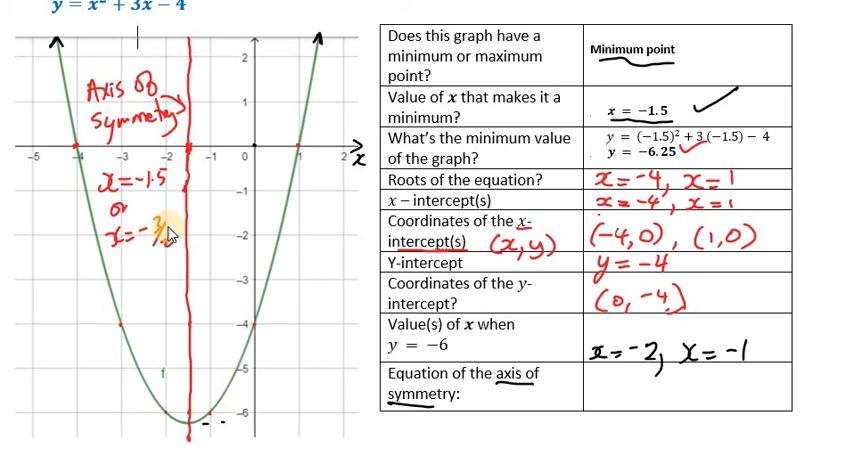 y = x² + 3x − 4
Axis of
symmetry
x=-1.5
or
x=-3/2
2
1
-5 -4 -3 -2 -1 0 1 2 x
-1
-2
-3
-4
-5
-6
f
Does this graph have a
minimum or maximum
point?
Minimum point
Value of x that makes it a
minimum?
x = −1.5
What's the minimum value
of the graph?
y = (−1.5)² + 3 (−1.5) − 4
y = −6.25
Roots of the equation?
x=-4, x=1
x − intercept(s)
x=-4, x=1
Coordinates of the x-
intercept(s) (x,y)
(-4,0), (1,0)
Y-intercept
y=-4
Coordinates of the y-
intercept?
(0,-4)
Value(s) of x when
y = −6
x=-2, x=-1
Equation of the axis of
symmetry: